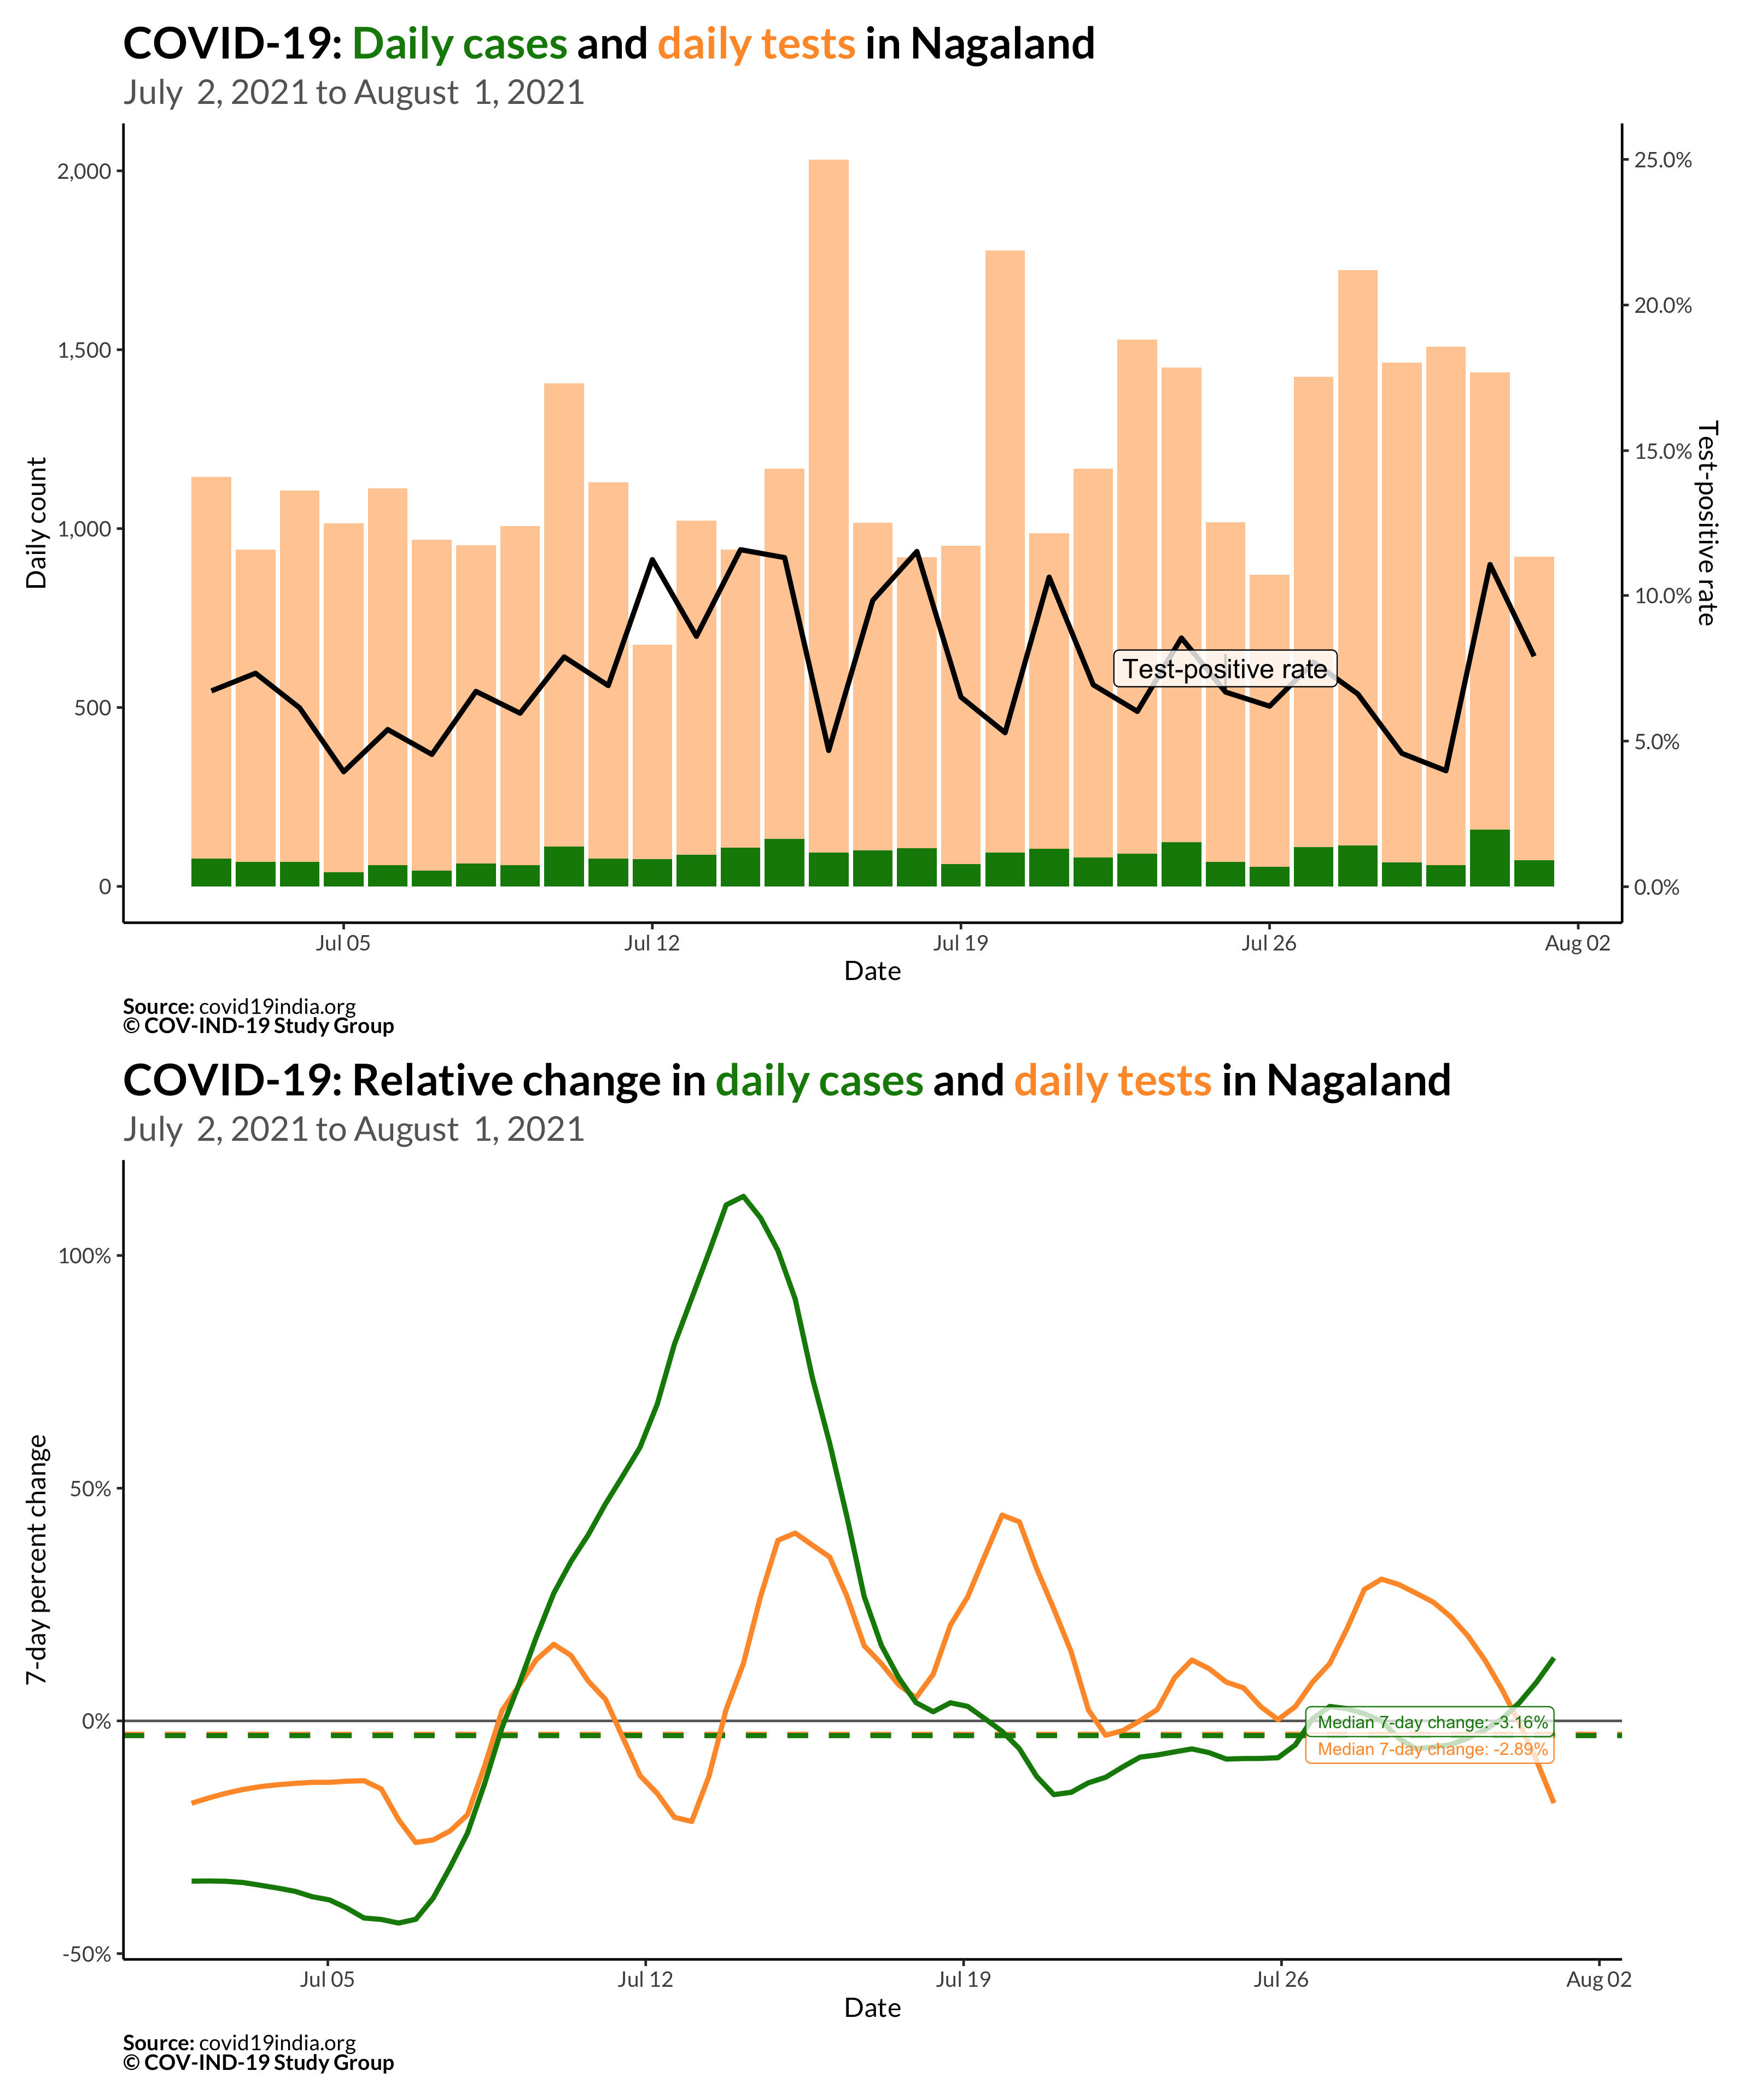 COVID-19: Daily cases and daily tests in Nagaland
July 2, 2021 to August 1, 2021
2,000
1,500
1,000
500
0
Daily count
25.0%
20.0%
15.0%
10.0%
5.0%
0.0%
Test-positive rate
Test-positive rate
Jul 05
Jul 12
Jul 19
Jul 26
Aug 02
Date
Source: covid19india.org
© COV-IND-19 Study Group
COVID-19: Relative change in daily cases and daily tests in Nagaland
July 2, 2021 to August 1, 2021
100%
50%
0%
-50%
7-day percent change
Median 7-day change: -3.16%
Median 7-day change: -2.89%
Jul 05
Jul 12
Jul 19
Jul 26
Aug 02
Date
Source: covid19india.org
© COV-IND-19 Study Group